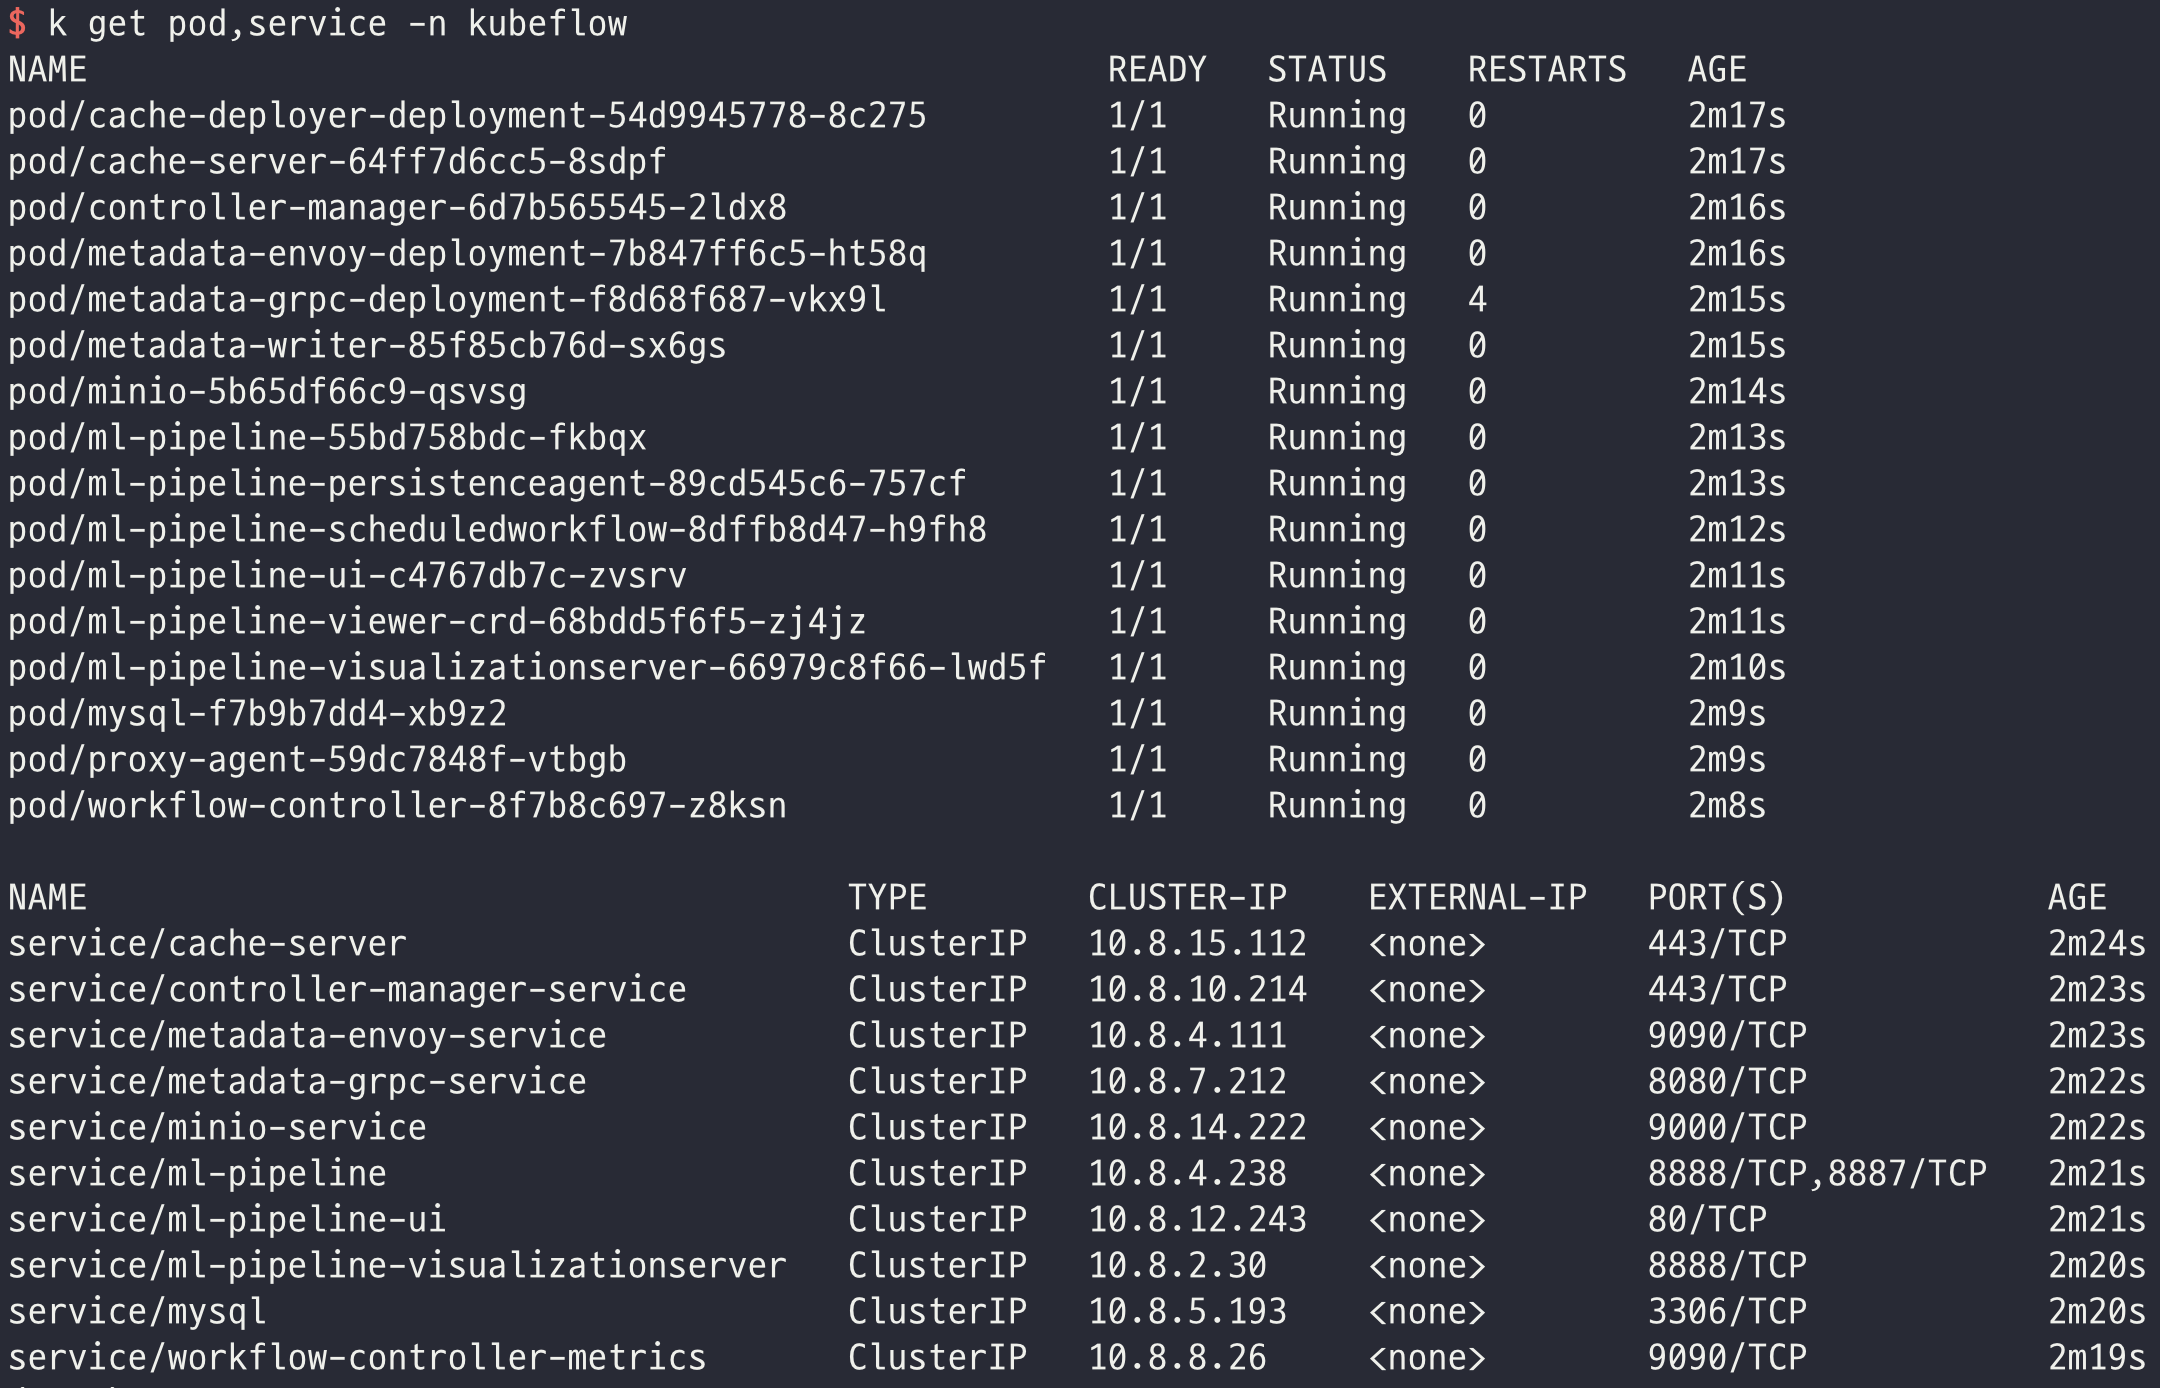 $ k get pod,service -n kubeflow
NAME READY STATUS RESTARTS AGE
pod/cache-deployer-deployment-54d9945778-8c275 1/1 Running 0 2m17s
pod/cache-server-64ff7d6cc5-8sdpf 1/1 Running 0 2m17s
pod/controller-manager-6d7b565545-2ldx8 1/1 Running 0 2m16s
pod/metadata-envoy-deployment-7b847ff6c5-ht58q 1/1 Running 0 2m16s
pod/metadata-grpc-deployment-f8d68f687-vkx9l 1/1 Running 4 2m15s
pod/metadata-writer-85f85cb76d-sx6gs 1/1 Running 0 2m15s
pod/minio-5b65df66c9-qsvsg 1/1 Running 0 2m14s
pod/ml-pipeline-55bd758bdc-fkbqx 1/1 Running 0 2m13s
pod/ml-pipeline-persistenceagent-89cd545c6-757cf 1/1 Running 0 2m13s
pod/ml-pipeline-scheduledworkflow-8dffb8d47-h9fh8 1/1 Running 0 2m12s
pod/ml-pipeline-ui-c4767db7c-zvsrv 1/1 Running 0 2m11s
pod/ml-pipeline-viewer-crd-68bdd5f6f5-zj4jz 1/1 Running 0 2m11s
pod/ml-pipeline-visualizationserver-66979c8f66-lwd5f 1/1 Running 0 2m10s
pod/mysql-f7b9b7dd4-xb9z2 1/1 Running 0 2m9s
pod/proxy-agent-59dc7848f-vtbgb 1/1 Running 0 2m9s
pod/workflow-controller-8f7b8c697-z8ksn 1/1 Running 0 2m8s
NAME TYPE CLUSTER-IP EXTERNAL-IP PORT(S) AGE
service/cache-server ClusterIP 10.8.15.112 <none> 443/TCP 2m24s
service/controller-manager-service ClusterIP 10.8.10.214 <none> 443/TCP 2m23s
service/metadata-envoy-service ClusterIP 10.8.4.111 <none> 9090/TCP 2m23s
service/metadata-grpc-service ClusterIP 10.8.7.212 <none> 8080/TCP 2m22s
service/minio-service ClusterIP 10.8.14.222 <none> 9000/TCP 2m22s
service/ml-pipeline ClusterIP 10.8.4.238 <none> 8888/TCP,8887/TCP 2m21s
service/ml-pipeline-ui ClusterIP 10.8.12.243 <none> 80/TCP 2m21s
service/ml-pipeline-visualizationserver ClusterIP 10.8.2.30 <none> 8888/TCP 2m20s
service/mysql ClusterIP 10.8.5.193 <none> 3306/TCP 2m20s
service/workflow-controller-metrics ClusterIP 10.8.8.26 <none> 9090/TCP 2m19s